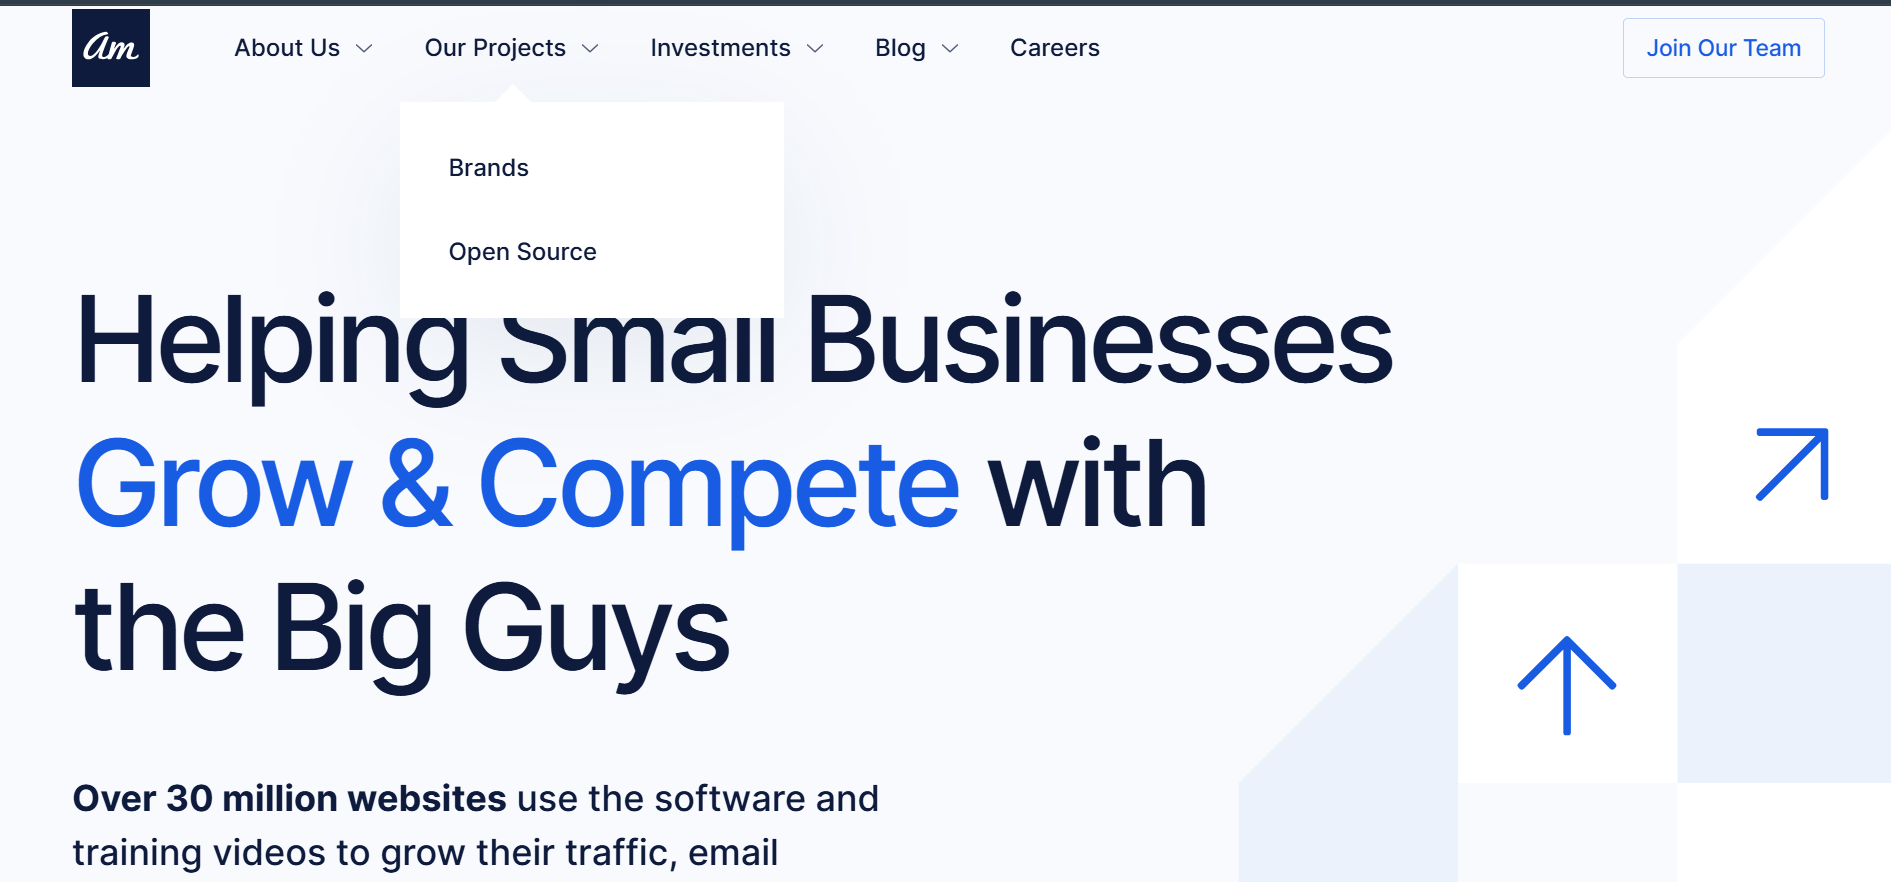 am
About Us
Our Projects
Investments
Blog
Careers
Join Our Team
Brands
Open Source
Helping Small Businesses
Grow & Compete with
the Big Guys
Over 30 million websites use the software and
training videos to grow their traffic, email